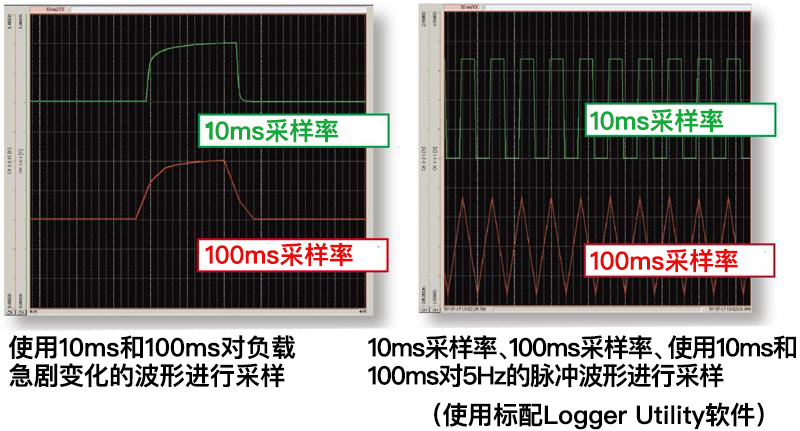 10ms采样率
100ms采样率
10ms采样率
100ms采样率
使用10ms和100ms对负载
急剧变化的波形进行采样
10ms采样率、100ms采样率、使用10ms和
100ms对5Hz的脉冲波形进行采样
（使用标配Logger Utility软件）